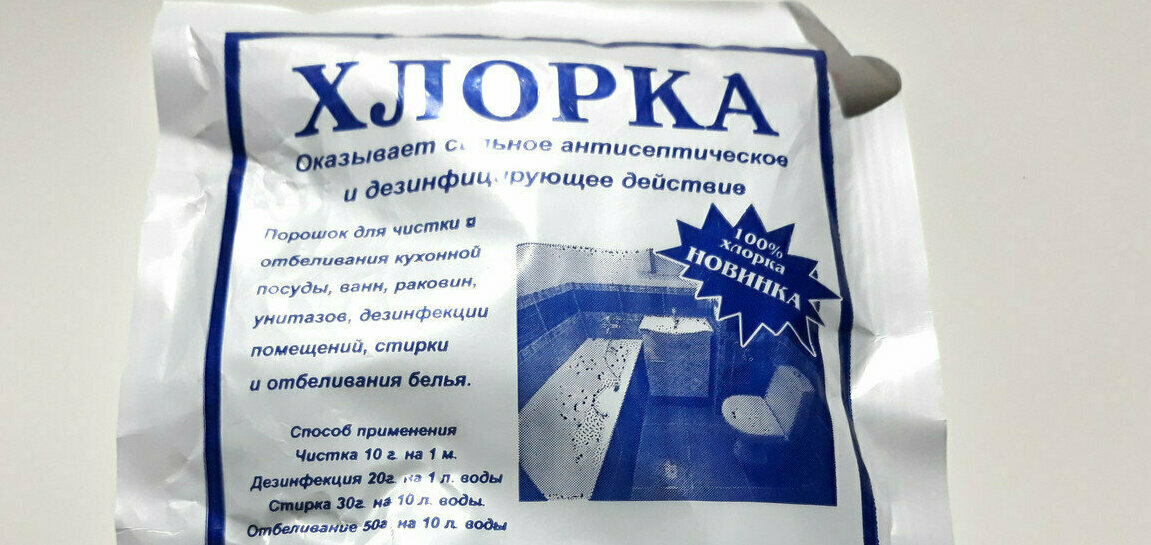 ХЛОРКА
Оказывает сильное антисептическое
и дезинфицирующее действие
Порошок для чистки и
отбеливания кухонной
посуды, ванн, раковин,
унитазов, дезинфекции
помещений, стирки
и отбеливания белья.
100%
хлорка
НОВИНКА
Способ применения
Чистка 10 г. на 1 м.
Дезинфекция 20г. на 1 л. воды
Стирка 30г. на 10 л. воды.
Отбеливание 50г. на 10 л. воды